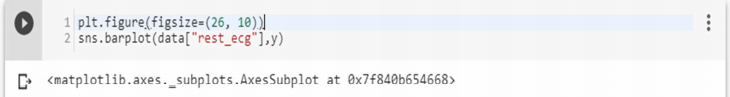 1 plt.figure(figsize=(26, 10))
2 sns.barplot(data["rest_ecg"],y)
<matplotlib.axes._subplots.AxesSubplot at 0x7f840b654668>